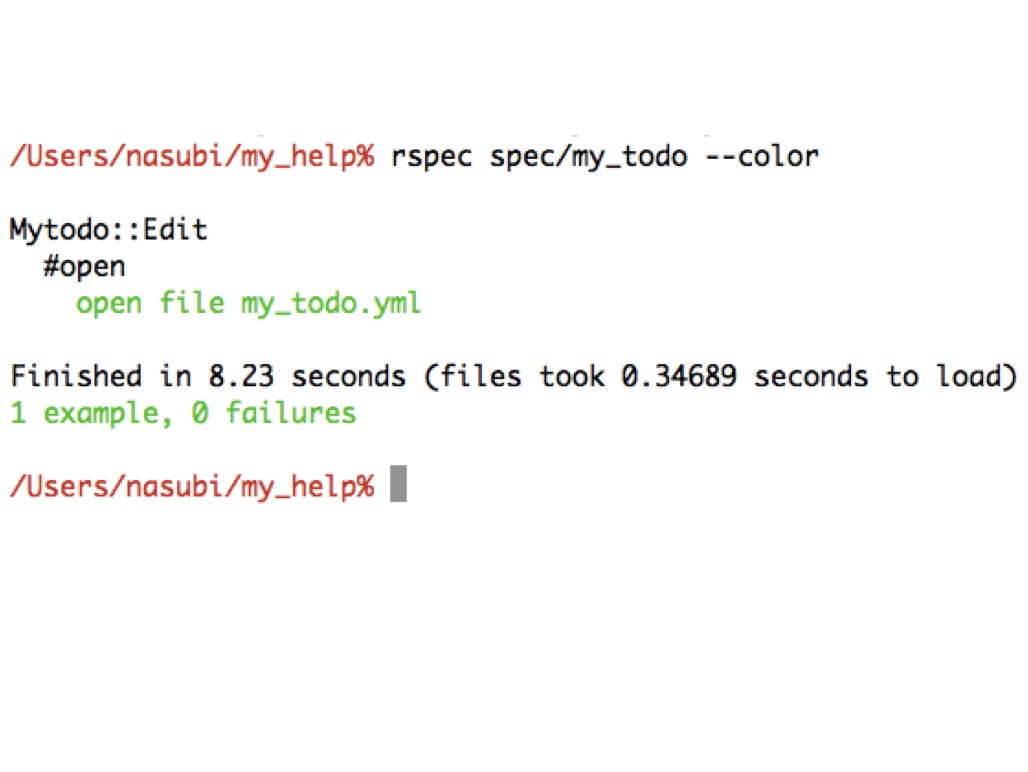 /Users/nasubi/my_help% rspec spec/my_todo --color
Mytodo::Edit
#open
open file my_todo.yml
Finished in 8.23 seconds (files took 0.34689 seconds to load)
1 example, 0 failures
/Users/nasubi/my_help%